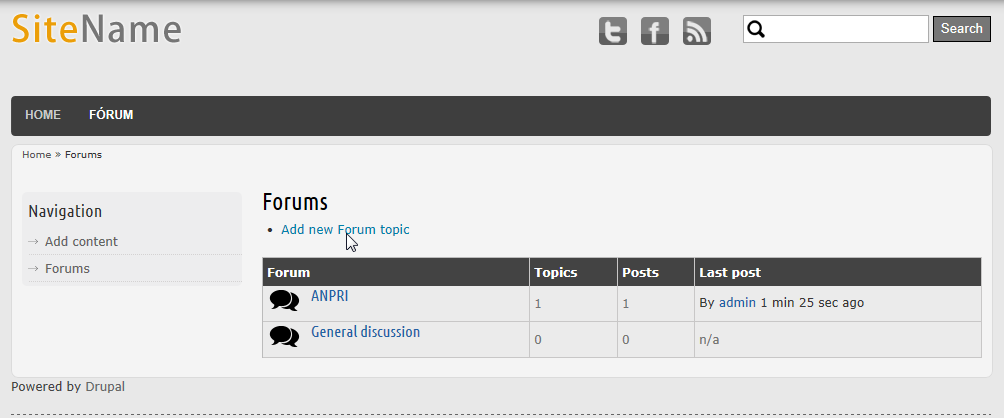 SiteName
Search
HOME FÓRUM
Home » Forums
Navigation
Add content
Forums
Forums
Add new Forum topic
Forum Topics Posts Last post
ANPRI 1 1 By admin 1 min 25 sec ago
General discussion 0 0 n/a
Powered by Drupal